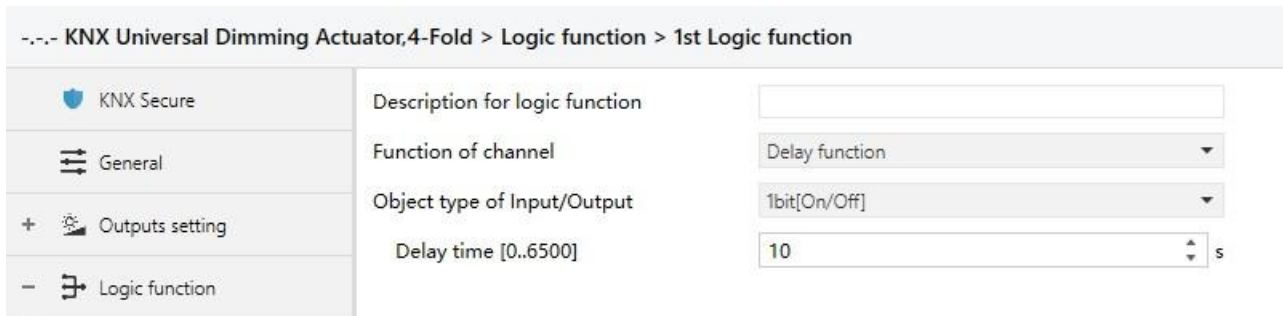 -.-.- KNX Universal Dimming Actuator,4-Fold > Logic function > 1st Logic function
KNX Secure
General
+ Outputs setting
- Logic function
Description for logic function
Function of channel Delay function
Object type of Input/Output 1bit[On/Off]
Delay time [0..6500] 10 s